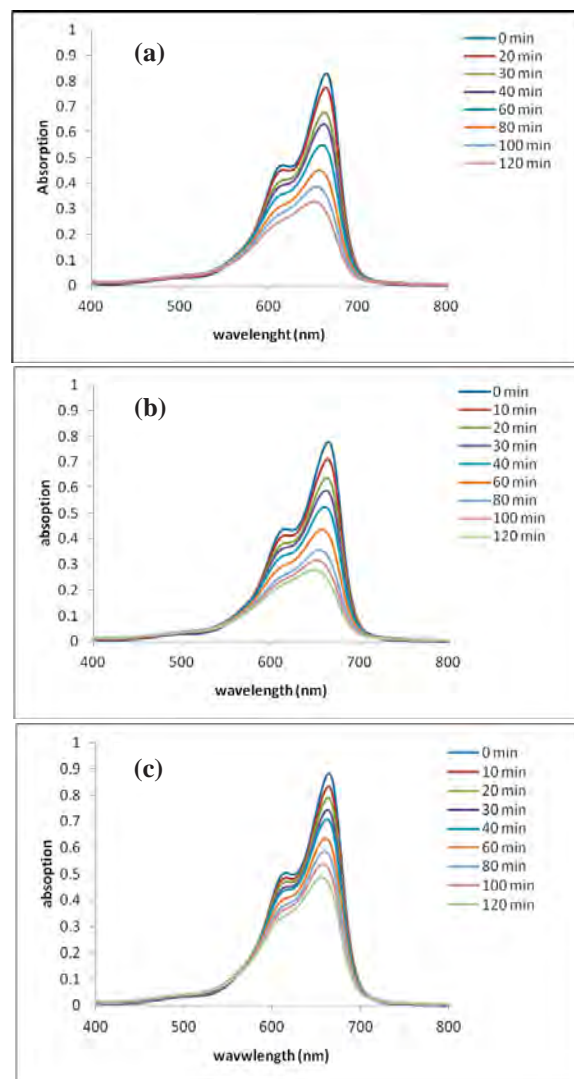 (a)
1
0.9
0.8
0.7
0.6
0.5
0.4
0.3
0.2
0.1
0
Absorption
400 500 600 700 800
wavelenght (nm)
0 min
20 min
30 min
40 min
60 min
80 min
100 min
120 min
(b)
1
0.9
0.8
0.7
0.6
0.5
0.4
0.3
0.2
0.1
0
absoption
400 500 600 700 800
wavelength (nm)
0 min
10 min
20 min
30 min
40 min
60 min
80 min
100 min
120 min
(c)
1
0.9
0.8
0.7
0.6
0.5
0.4
0.3
0.2
0.1
0
absoption
400 500 600 700 800
wavwlength (nm)
0 min
10 min
20 min
30 min
40 min
60 min
80 min
100 min
120 min